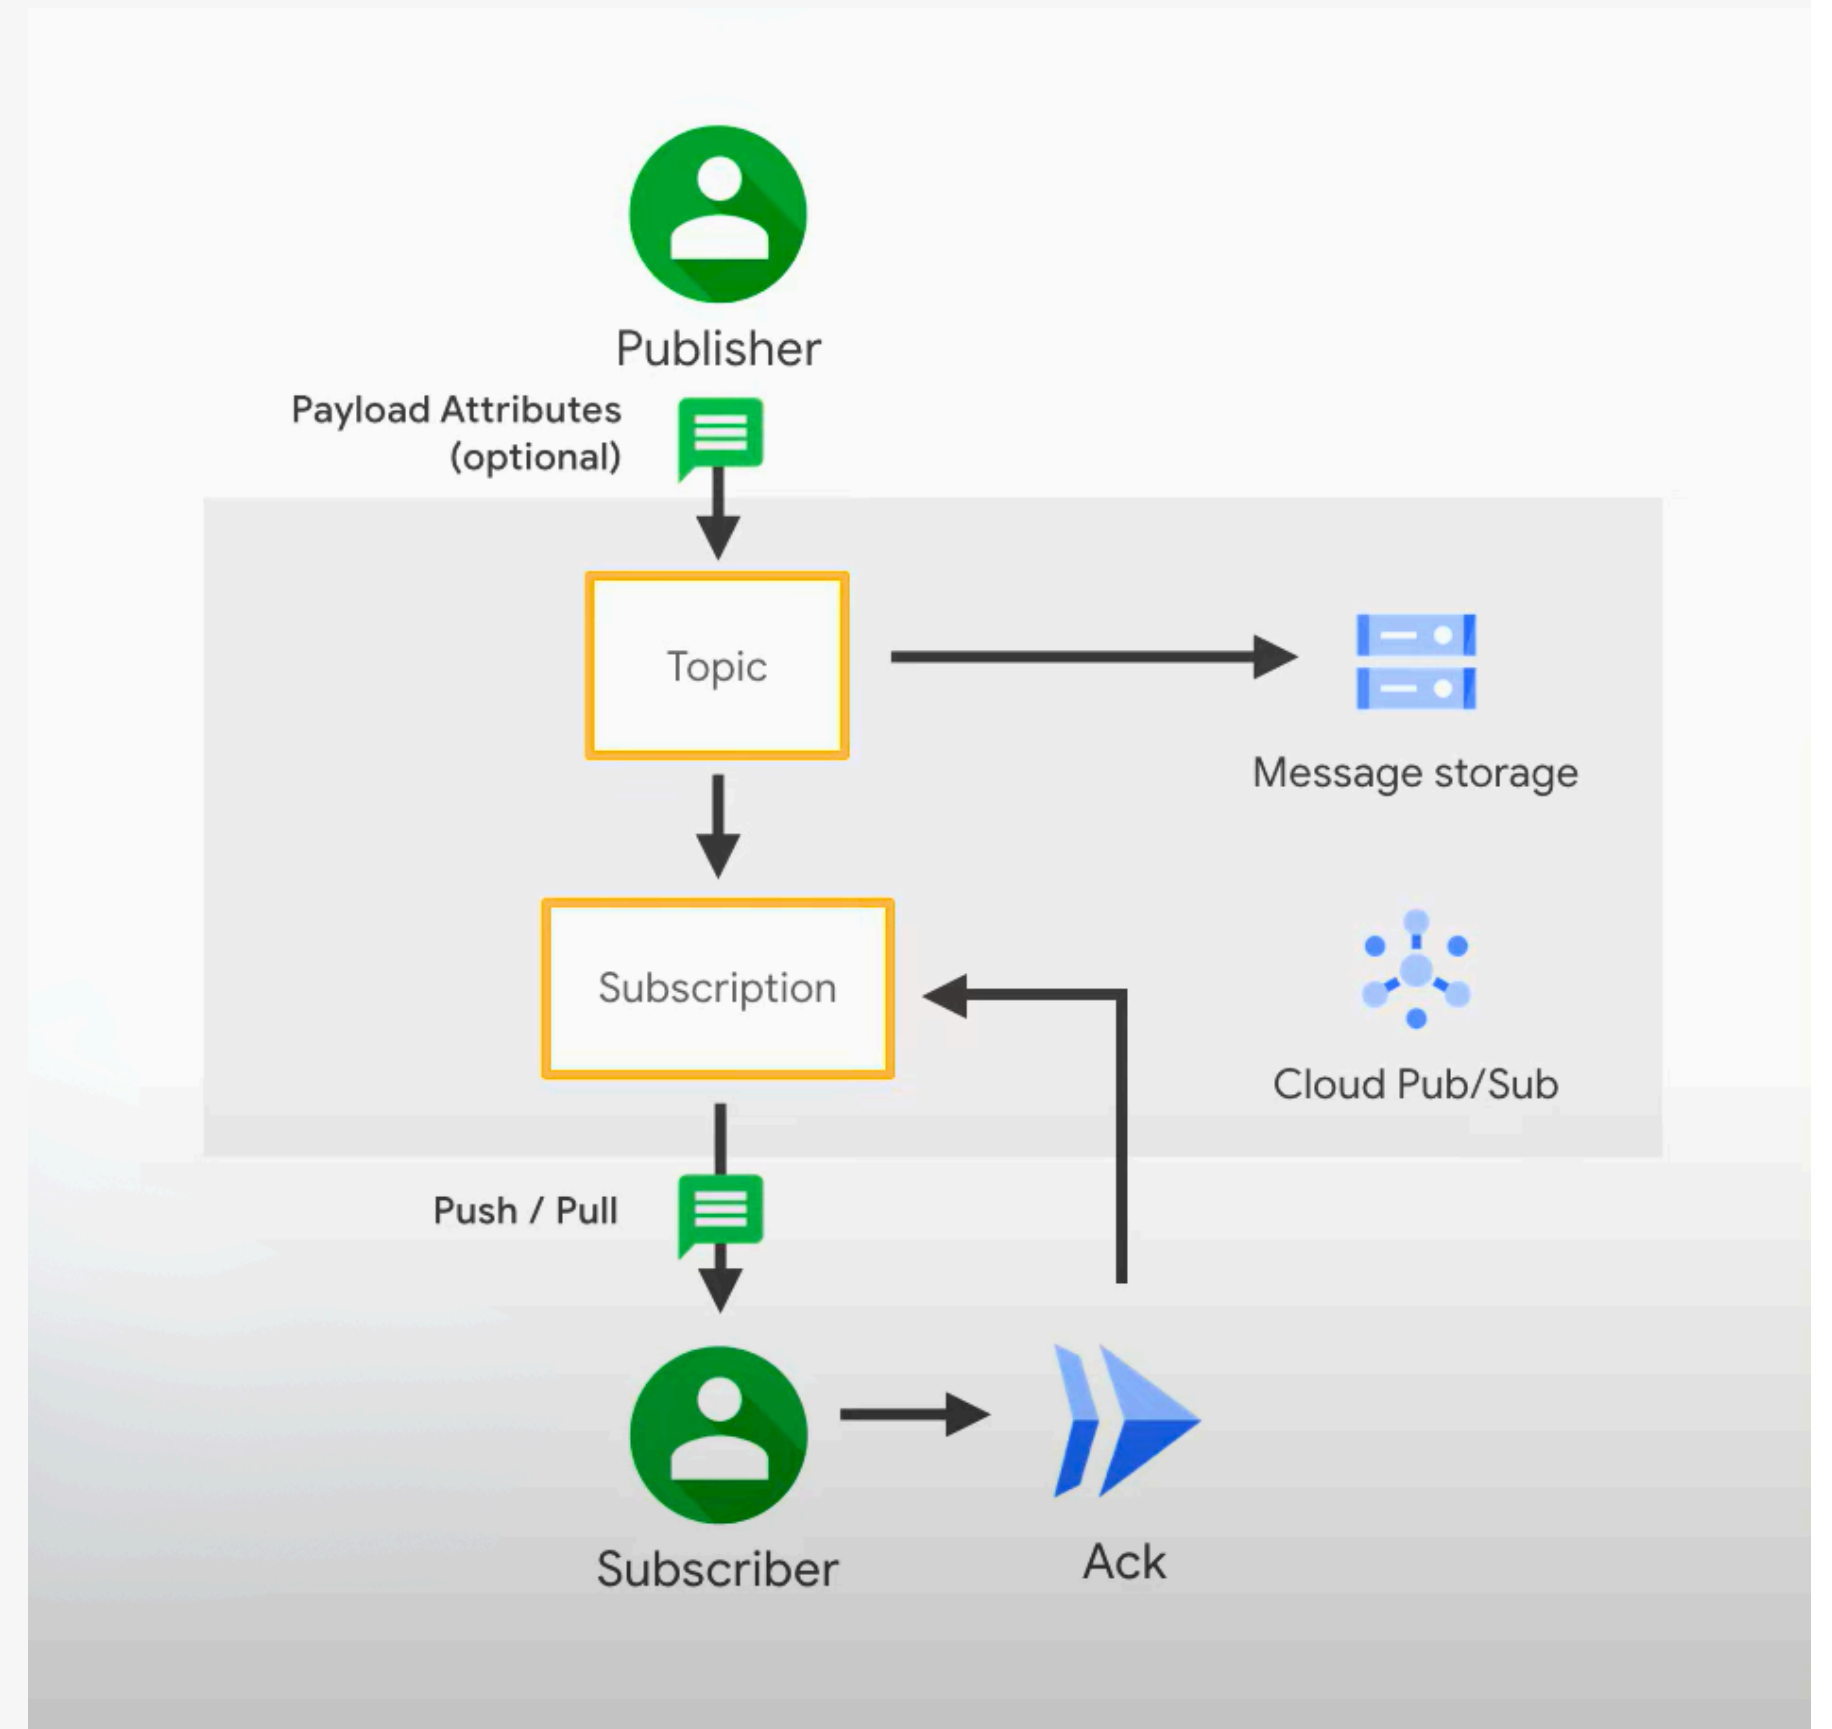 Publisher
Payload Attributes
(optional)
Topic
Message storage
Subscription
Cloud Pub/Sub
Push / Pull
Subscriber
Ack